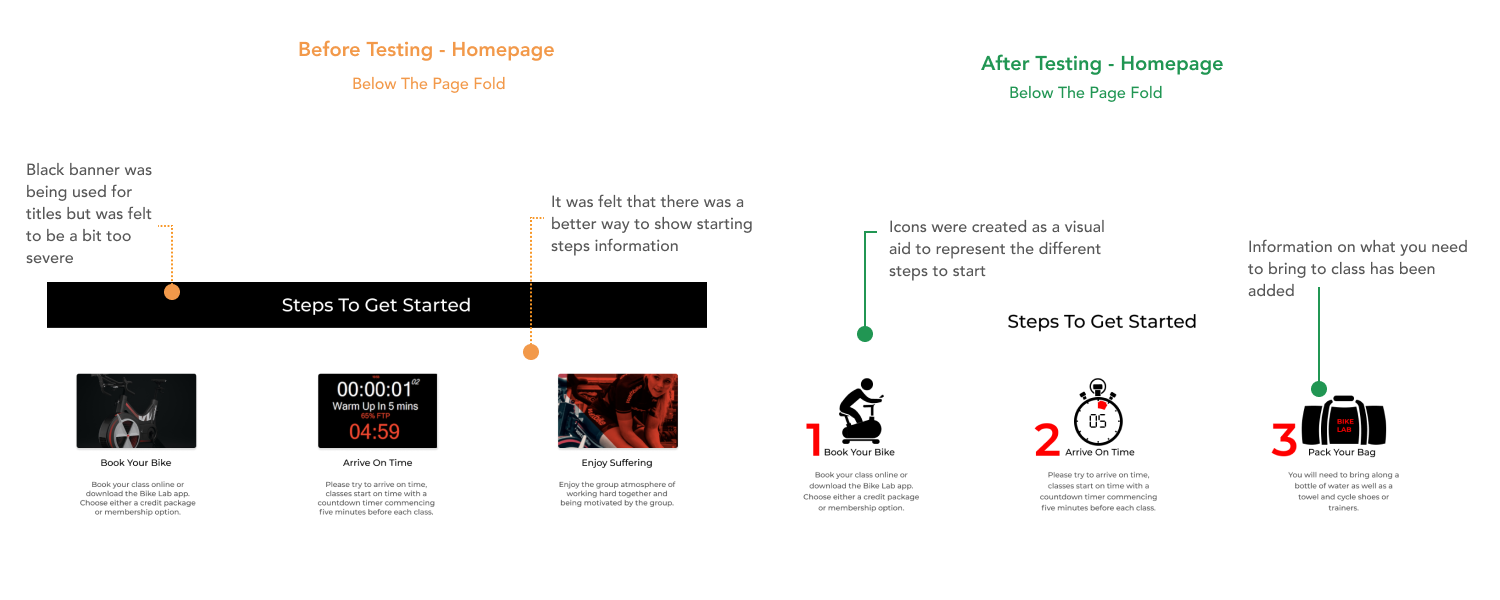 Before Testing - Homepage
Below The Page Fold
Black banner was
being used for
titles but was felt
to be a bit too
severe
It was felt that there was a
better way to show starting
steps information
Steps To Get Started
00:00:01 02
Warm Up In 5 mins
65% FTP
04:59
Book Your Bike
Book your class online or
download the Bike Lab app.
Choose either a credit package
or membership option.
Arrive On Time
Please try to arrive on time,
classes start on time with a
countdown timer commencing
five minutes before each class.
Enjoy Suffering
Enjoy the group atmosphere of
working hard together and
being motivated by the group.
After Testing - Homepage
Below The Page Fold
Icons were created as a visual
aid to represent the different
steps to start
Information on what you need
to bring to class has been
added
Steps To Get Started
1
Book Your Bike
Book your class online or
download the Bike Lab app.
Choose either a credit package
or membership option.
05
2
Arrive On Time
Please try to arrive on time,
classes start on time with a
countdown timer commencing
five minutes before each class.
BIKE
LAB
3
Pack Your Bag
You will need to bring along a
bottle of water as well as a
towel and cycle shoes or
trainers.